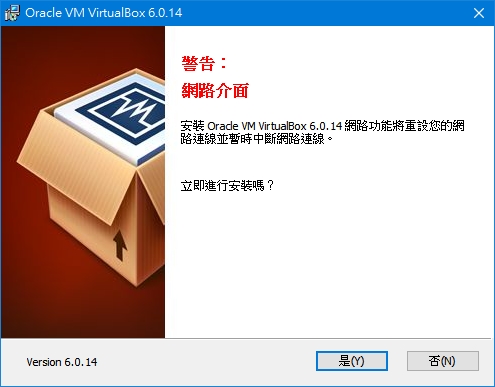 Oracle VM VirtualBox 6.0.14
警告：
網路介面
安裝 Oracle VM VirtualBox 6.0.14 網路功能將重設您的網
路連線並暫時中斷網路連線。
立即進行安裝嗎？
Version 6.0.14
是(Y)
否(N)